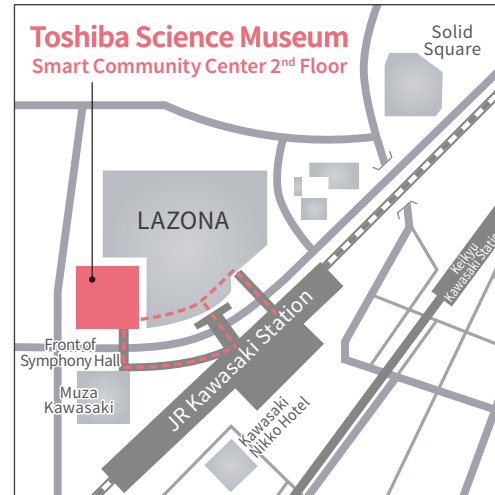 Toshiba Science Museum
Smart Community Center 2nd Floor
Solid
Square
LAZONA
Keikyu
Kawasaki Station
JR Kawasaki Station
Front of
Symphony Hall
Muza
Kawasaki
Kawasaki
Nikko Hotel